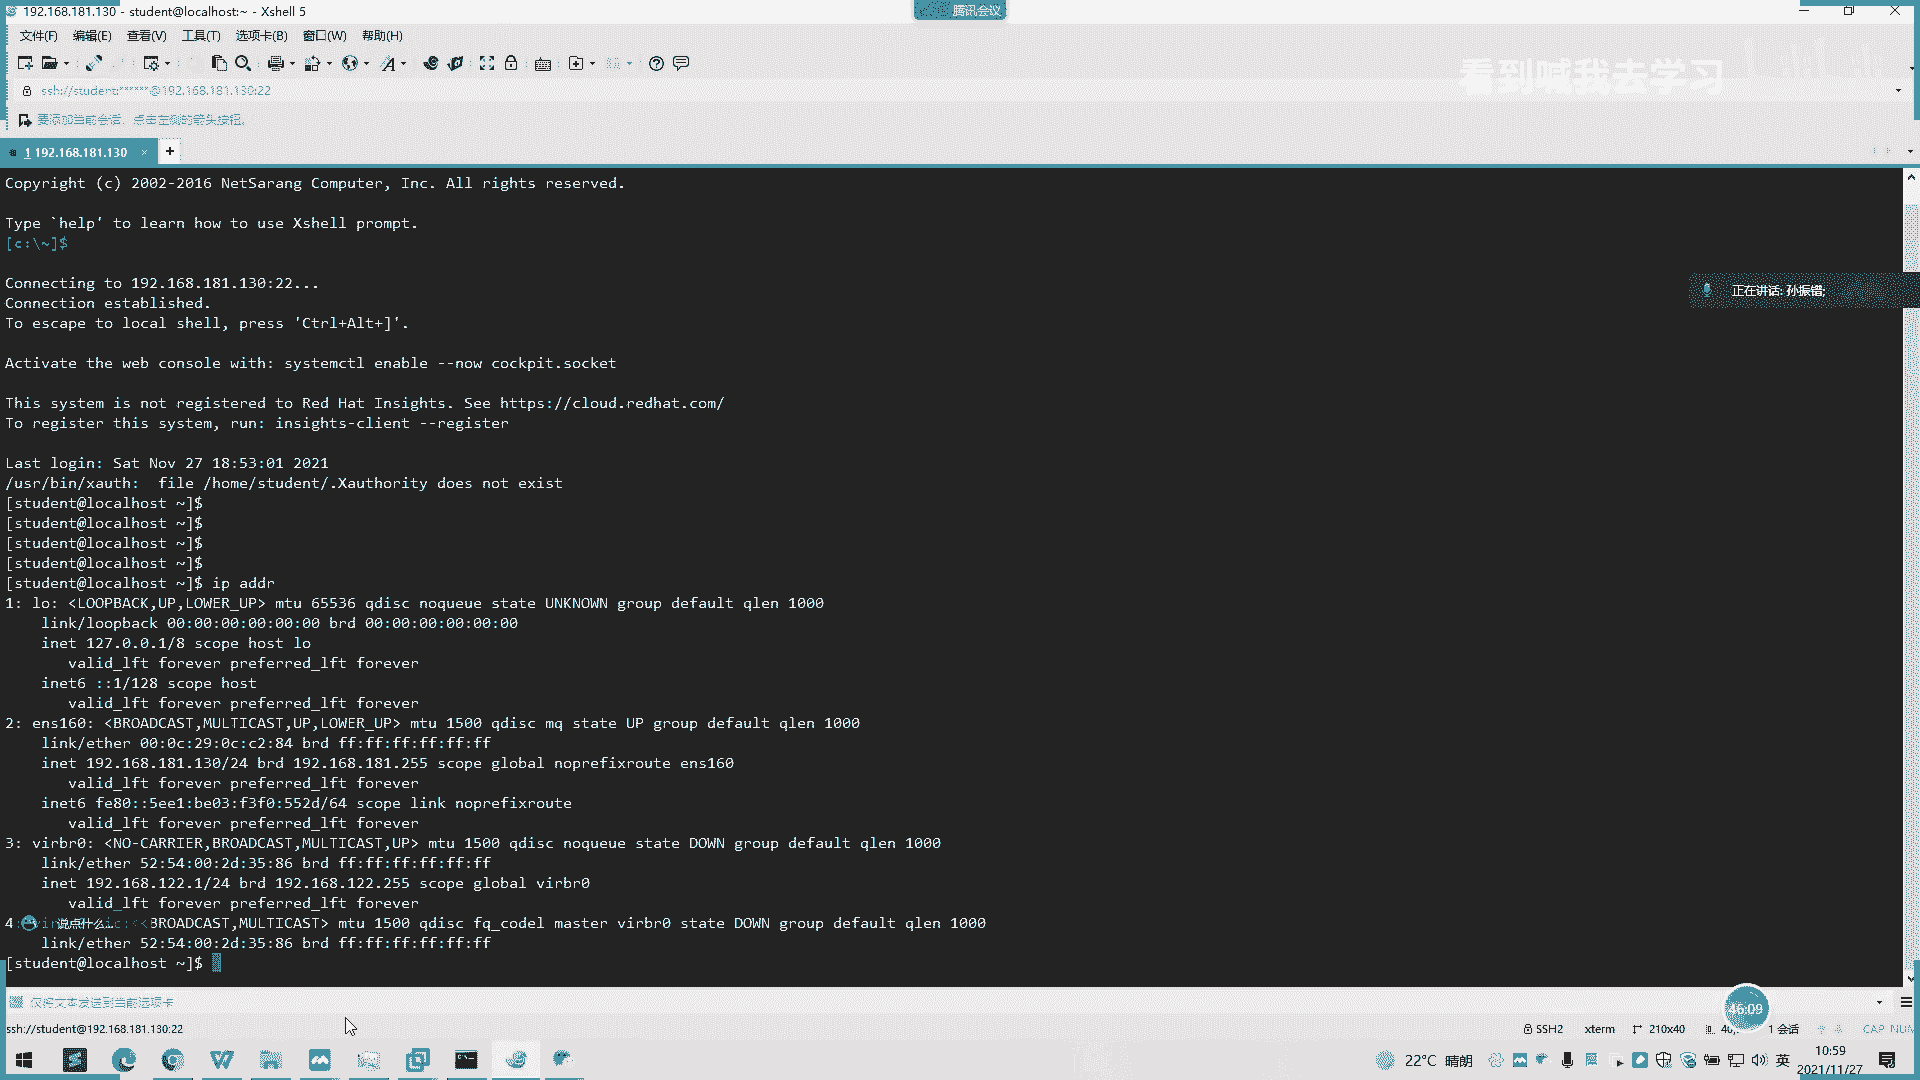 192.168.181.130 - student@localhost:~ - Xshell 5
腾讯会议
文件(F) 编辑(E) 查看(V) 工具(T) 选项卡(B) 窗口(W) 帮助(H)
看到喊我去学习
ssh://student:******@192.168.181.130:22
要添加当前会话，点击左侧的箭头按钮。
1 192.168.181.130
Copyright (c) 2002-2016 NetSarang Computer, Inc. All rights reserved.
Type `help' to learn how to use Xshell prompt.
[c:\~]$
Connecting to 192.168.181.130:22...
正在讲话: 孙振锴;
Connection established.
To escape to local shell, press 'Ctrl+Alt+]'.
Activate the web console with: systemctl enable --now cockpit.socket
This system is not registered to Red Hat Insights. See https://cloud.redhat.com/
To register this system, run: insights-client --register
Last login: Sat Nov 27 18:53:01 2021
/usr/bin/xauth:  file /home/student/.Xauthority does not exist
[student@localhost ~]$
[student@localhost ~]$
[student@localhost ~]$
[student@localhost ~]$
[student@localhost ~]$ ip addr
1: lo: <LOOPBACK,UP,LOWER_UP> mtu 65536 qdisc noqueue state UNKNOWN group default qlen 1000
    link/loopback 00:00:00:00:00:00 brd 00:00:00:00:00:00
    inet 127.0.0.1/8 scope host lo
       valid_lft forever preferred_lft forever
    inet6 ::1/128 scope host
       valid_lft forever preferred_lft forever
2: ens160: <BROADCAST,MULTICAST,UP,LOWER_UP> mtu 1500 qdisc mq state UP group default qlen 1000
    link/ether 00:0c:29:0c:c2:84 brd ff:ff:ff:ff:ff:ff
    inet 192.168.181.130/24 brd 192.168.181.255 scope global noprefixroute ens160
       valid_lft forever preferred_lft forever
    inet6 fe80::5ee1:be03:f3f0:552d/64 scope link noprefixroute
       valid_lft forever preferred_lft forever
3: virbr0: <NO-CARRIER,BROADCAST,MULTICAST,UP> mtu 1500 qdisc noqueue state DOWN group default qlen 1000
    link/ether 52:54:00:2d:35:86 brd ff:ff:ff:ff:ff:ff
    inet 192.168.122.1/24 brd 192.168.122.255 scope global virbr0
       valid_lft forever preferred_lft forever
4: 说点什么... <BROADCAST,MULTICAST> mtu 1500 qdisc fq_codel master virbr0 state DOWN group default qlen 1000
    link/ether 52:54:00:2d:35:86 brd ff:ff:ff:ff:ff:ff
[student@localhost ~]$
仅将文本发送到当前选项卡
46:09
ssh://student@192.168.181.130:22
SSH2 xterm 210x40 1 会话 CAP NUM
22°C 晴朗 英 10:59
2021/11/27